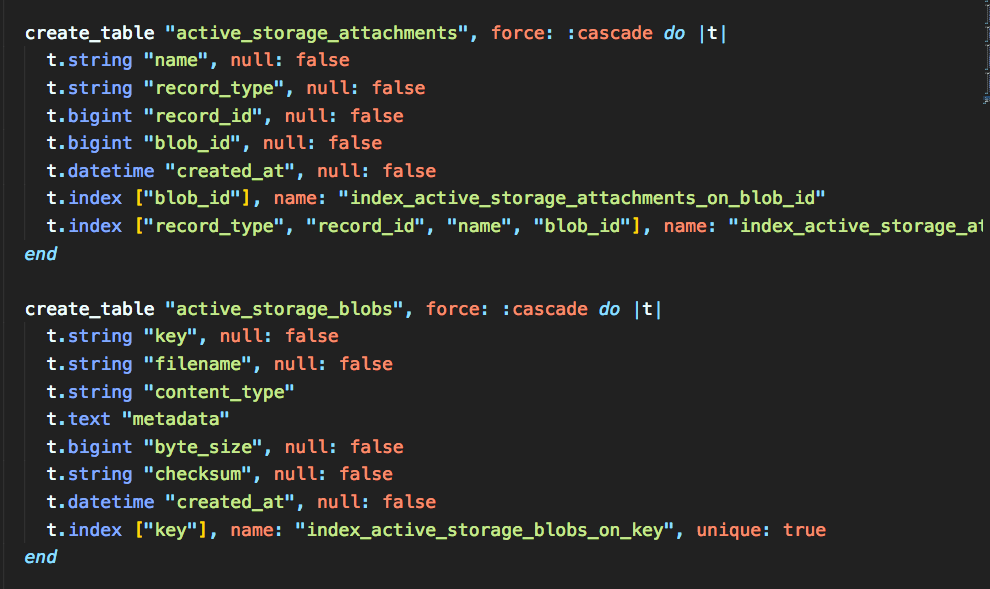 create_table "active_storage_attachments", force: :cascade do |t|
t.string "name", null: false
t.string "record_type", null: false
t.bigint "record_id", null: false
t.bigint "blob_id", null: false
t.datetime "created_at", null: false
t.index ["blob_id"], name: "index_active_storage_attachments_on_blob_id"
t.index ["record_type", "record_id", "name", "blob_id"], name: "index_active_storage_at
end
create_table "active_storage_blobs", force: :cascade do |t|
t.string "key", null: false
t.string "filename", null: false
t.string "content_type"
t.text "metadata"
t.bigint "byte_size", null: false
t.string "checksum", null: false
t.datetime "created_at", null: false
t.index ["key"], name: "index_active_storage_blobs_on_key", unique: true
end